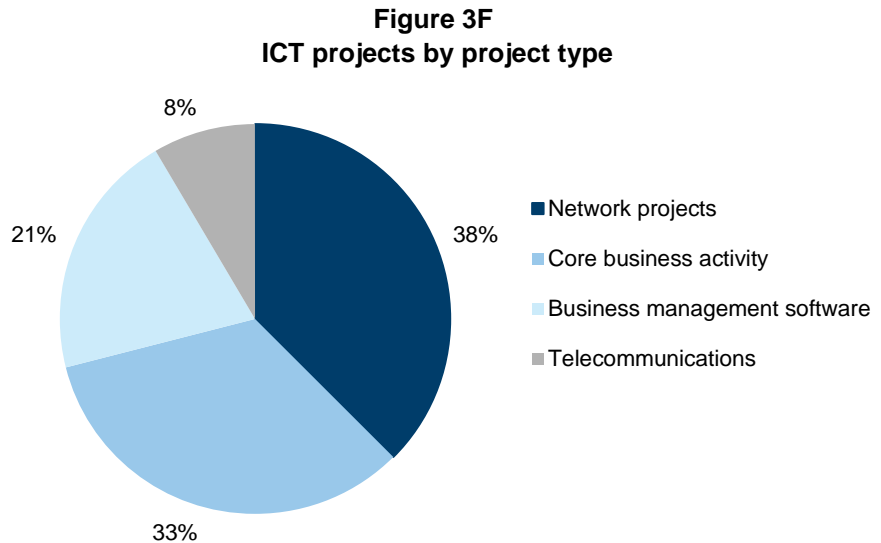 Figure 3F
ICT projects by project type
8%
21%
38%
33%
Network projects
Core business activity
Business management software
Telecommunications